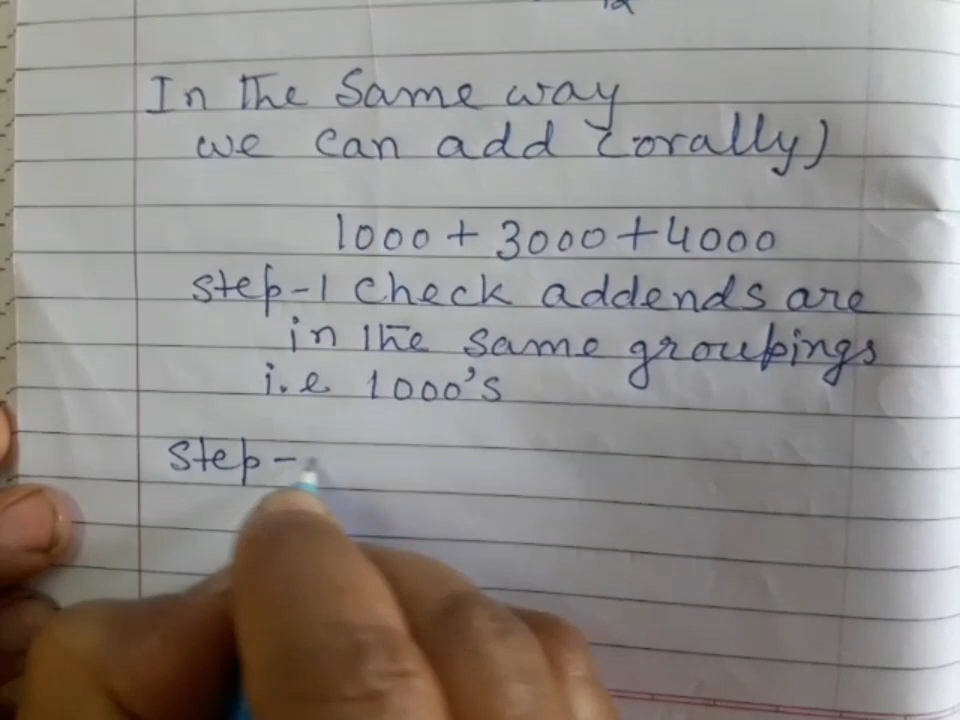 In The Same way
we can add (orally)
1000 + 3000 + 4000
step-1 check addends are
in the same groupings
i.e 1000's
step-